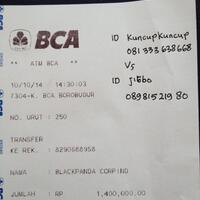 BCA
ID Kuncupkuncup
081 333 638668
Vs
ID Jibbo
089815219 80
** ATM BCA **
10/10/14 14:30:03
7304-K. BCA BOROBUDUR
NO. URUT : 250
TRANSFER
KE REK. : 8290688958
NAMA : BLACKPANDA CORPIND
JUMLAH : RP 1,400,000.00